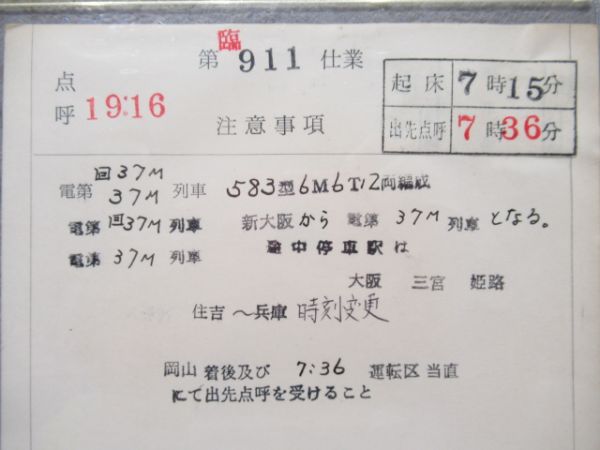 第臨911仕業
点呼 19:16
起床 7時15分
出先点呼 7時36分
注意事項
電第 回37M 37M 列車 583型6M6T12両編成
電第 回37M 列車 新大阪から 電第 37M 列車となる。
電第 37M 列車 途中停車駅は
大阪 三宮 姫路
住吉 〜兵庫 時刻変更
岡山 着後及び 7:36 運転区 当直
にて出先点呼を受けること